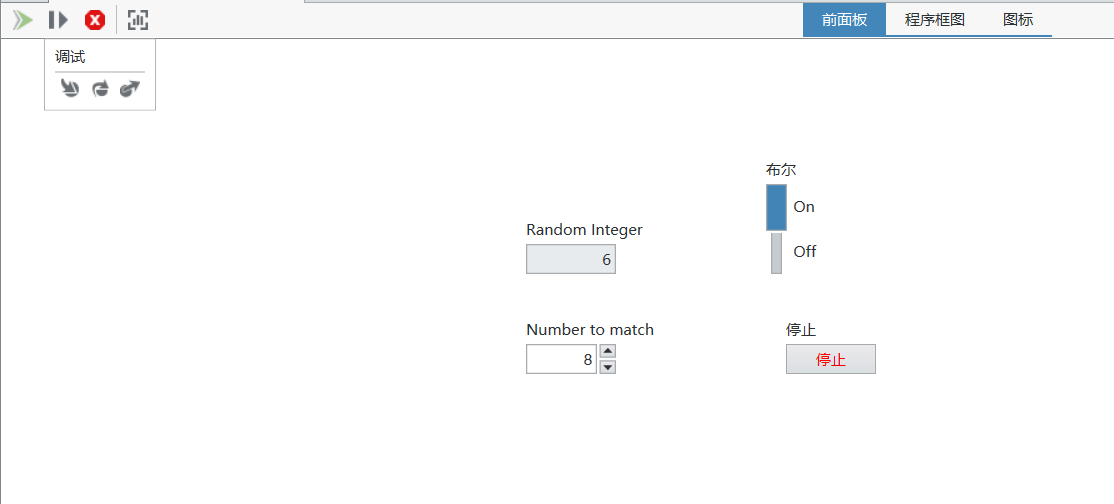 前面板 程序框图 图标
调试
布尔
On
Random Integer
6
Off
Number to match
8
停止
停止